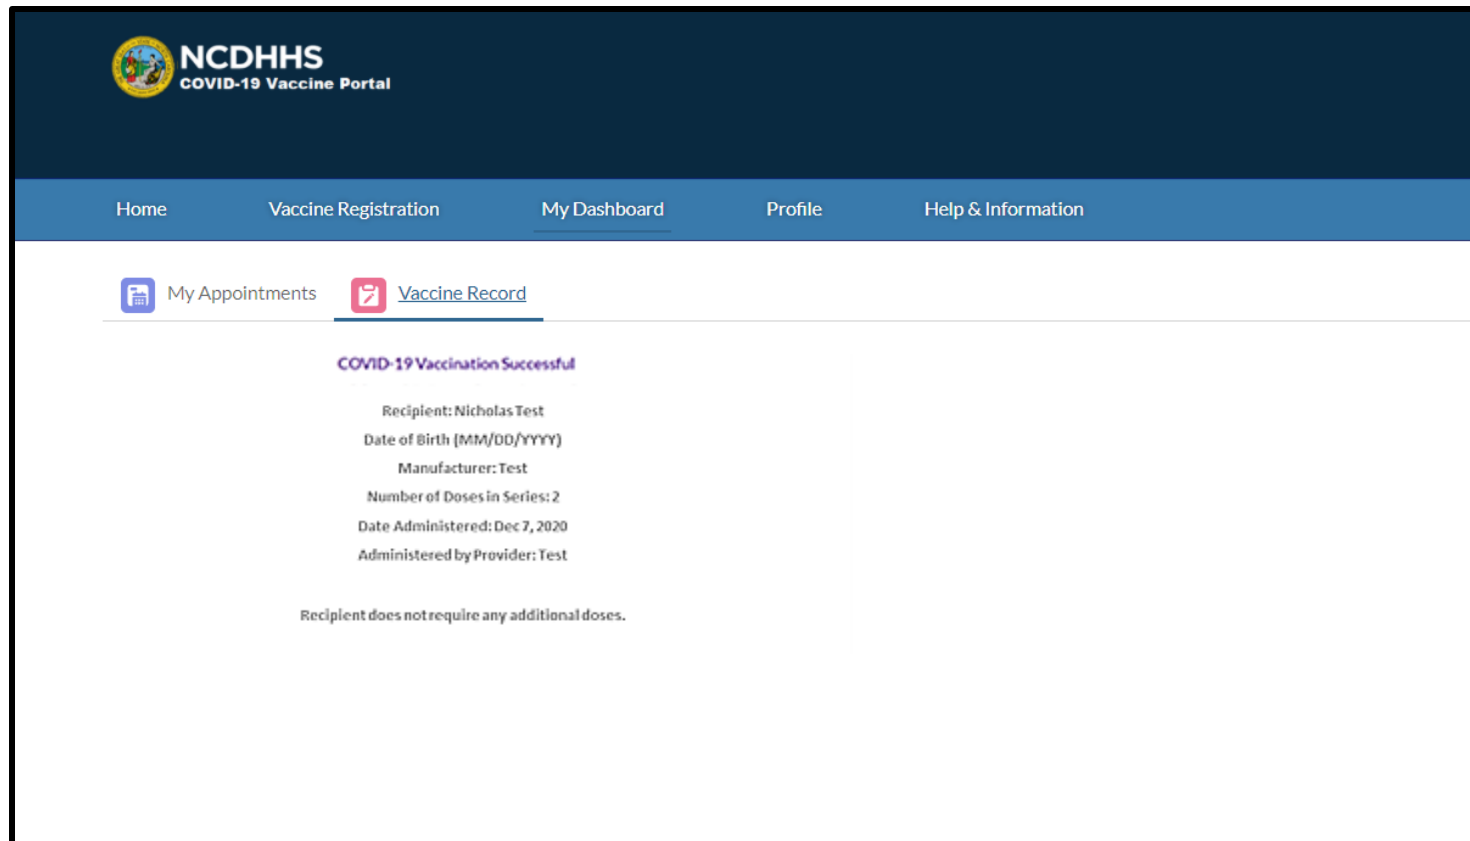 NCDHHS
COVID-19 Vaccine Portal
Home Vaccine Registration My Dashboard Profile Help & Information
My Appointments Vaccine Record
COVID-19 Vaccination Successful
Recipient: Nicholas Test
Date of Birth (MM/DD/YYYY)
Manufacturer: Test
Number of Doses in Series: 2
Date Administered: Dec 7, 2020
Administered by Provider: Test
Recipient does not require any additional doses.